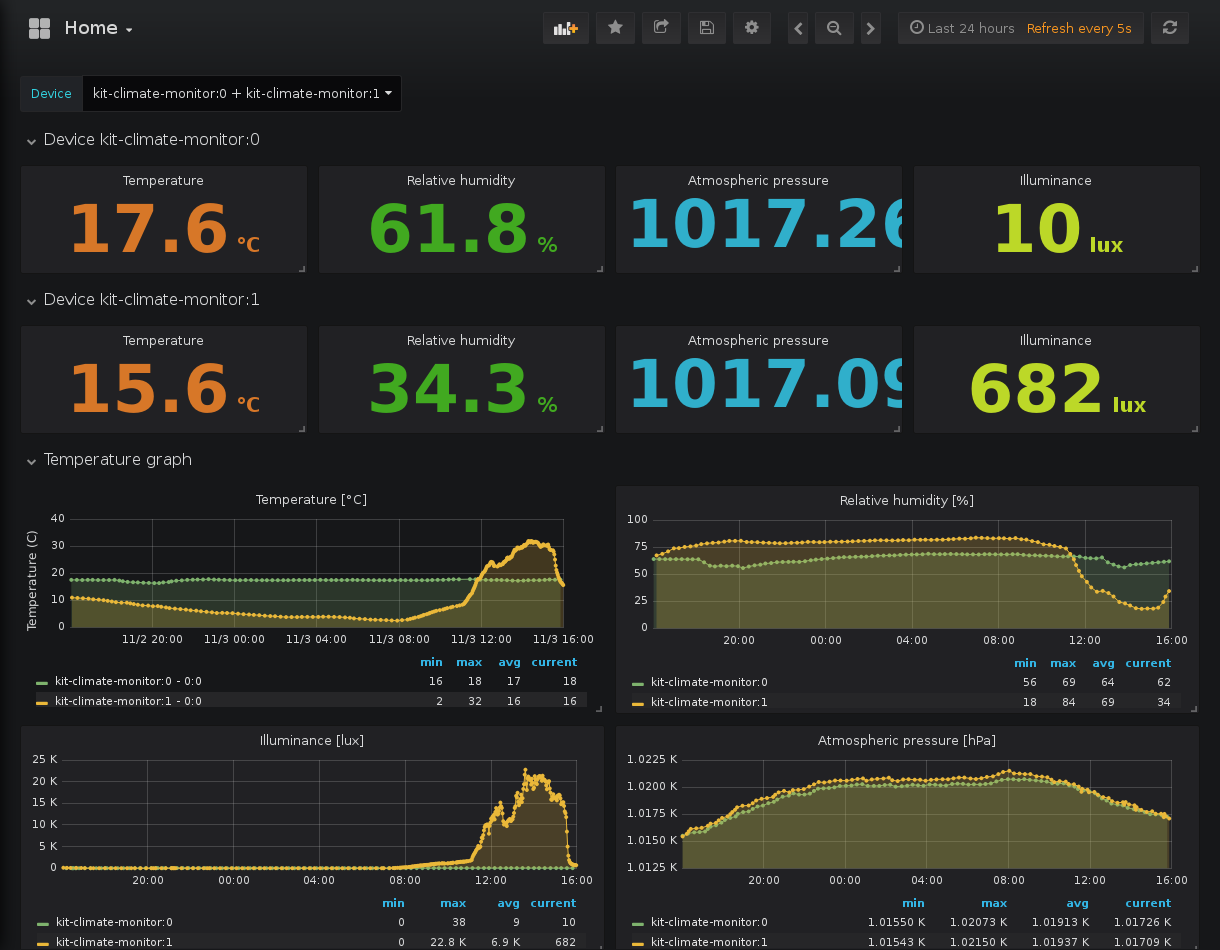 Home
Last 24 hours Refresh every 5s
Device kit-climate-monitor:0 + kit-climate-monitor:1
Device kit-climate-monitor:0
Temperature Relative humidity Atmospheric pressure Illuminance
17.6 °C 61.8 % 1017.26 10 lux
Device kit-climate-monitor:1
Temperature Relative humidity Atmospheric pressure Illuminance
15.6 °C 34.3 % 1017.09 682 lux
Temperature graph
Temperature [°C]
Temperature (C)
40
30
20
10
0
11/2 20:00 11/3 00:00 11/3 04:00 11/3 08:00 11/3 12:00 11/3 16:00
min max avg current
kit-climate-monitor:0 - 0:0 16 18 17 18
kit-climate-monitor:1 - 0:0 2 32 16 16
Relative humidity [%]
100
75
50
25
0
20:00 00:00 04:00 08:00 12:00 16:00
min max avg current
kit-climate-monitor:0 56 69 64 62
kit-climate-monitor:1 18 84 69 34
Illuminance [lux]
25 K
20 K
15 K
10 K
5 K
0
20:00 00:00 04:00 08:00 12:00 16:00
min max avg current
kit-climate-monitor:0 0 38 9 10
kit-climate-monitor:1 0 22.8 K 6.9 K 682
Atmospheric pressure [hPa]
1.0225 K
1.0200 K
1.0175 K
1.0150 K
1.0125 K
20:00 00:00 04:00 08:00 12:00 16:00
min max avg current
kit-climate-monitor:0 1.01550 K 1.02073 K 1.01913 K 1.01726 K
kit-climate-monitor:1 1.01543 K 1.02150 K 1.01937 K 1.01709 K